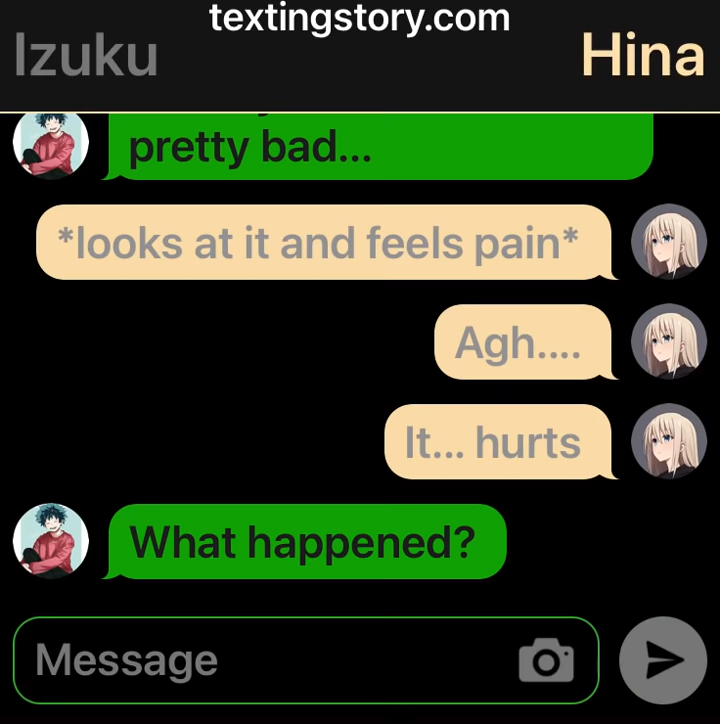 textingstory.com
Izuku
Hina
pretty bad...
*looks at it and feels pain*
Agh....
It... hurts
What happened?
Message